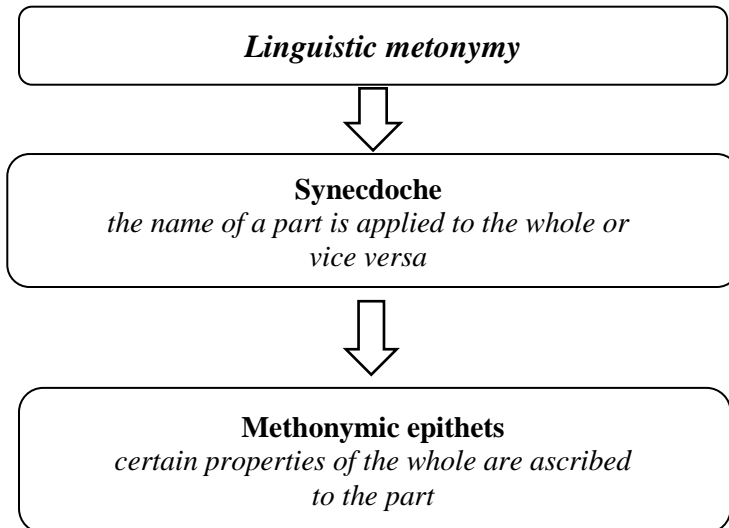 Linguistic metonymy
Synecdoche
the name of a part is applied to the whole or
vice versa
Methonymic epithets
certain properties of the whole are ascribed
to the part